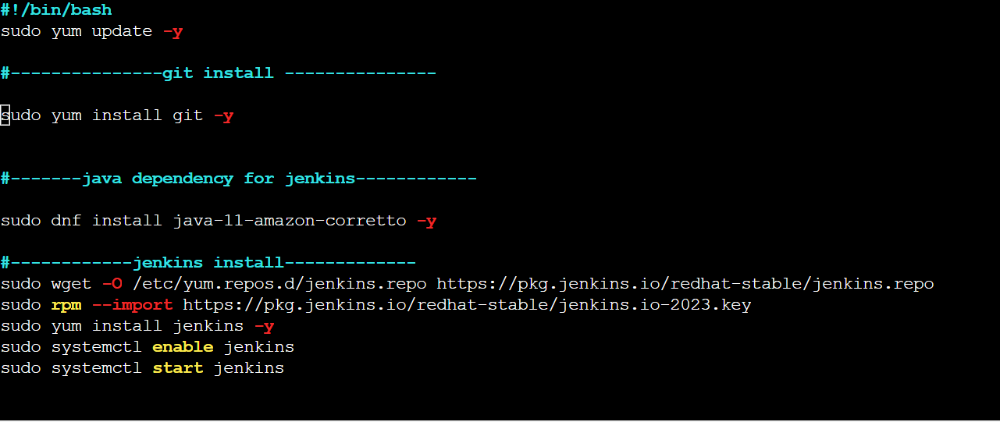 #!/bin/bash
sudo yum update -y
#---------------git install ---------------
sudo yum install git -y
#-------java dependency for jenkins------------
sudo dnf install java-11-amazon-corretto -y
#------------jenkins install-------------
sudo wget -O /etc/yum.repos.d/jenkins.repo https://pkg.jenkins.io/redhat-stable/jenkins.repo
sudo rpm --import https://pkg.jenkins.io/redhat-stable/jenkins.io-2023.key
sudo yum install jenkins -y
sudo systemctl enable jenkins
sudo systemctl start jenkins